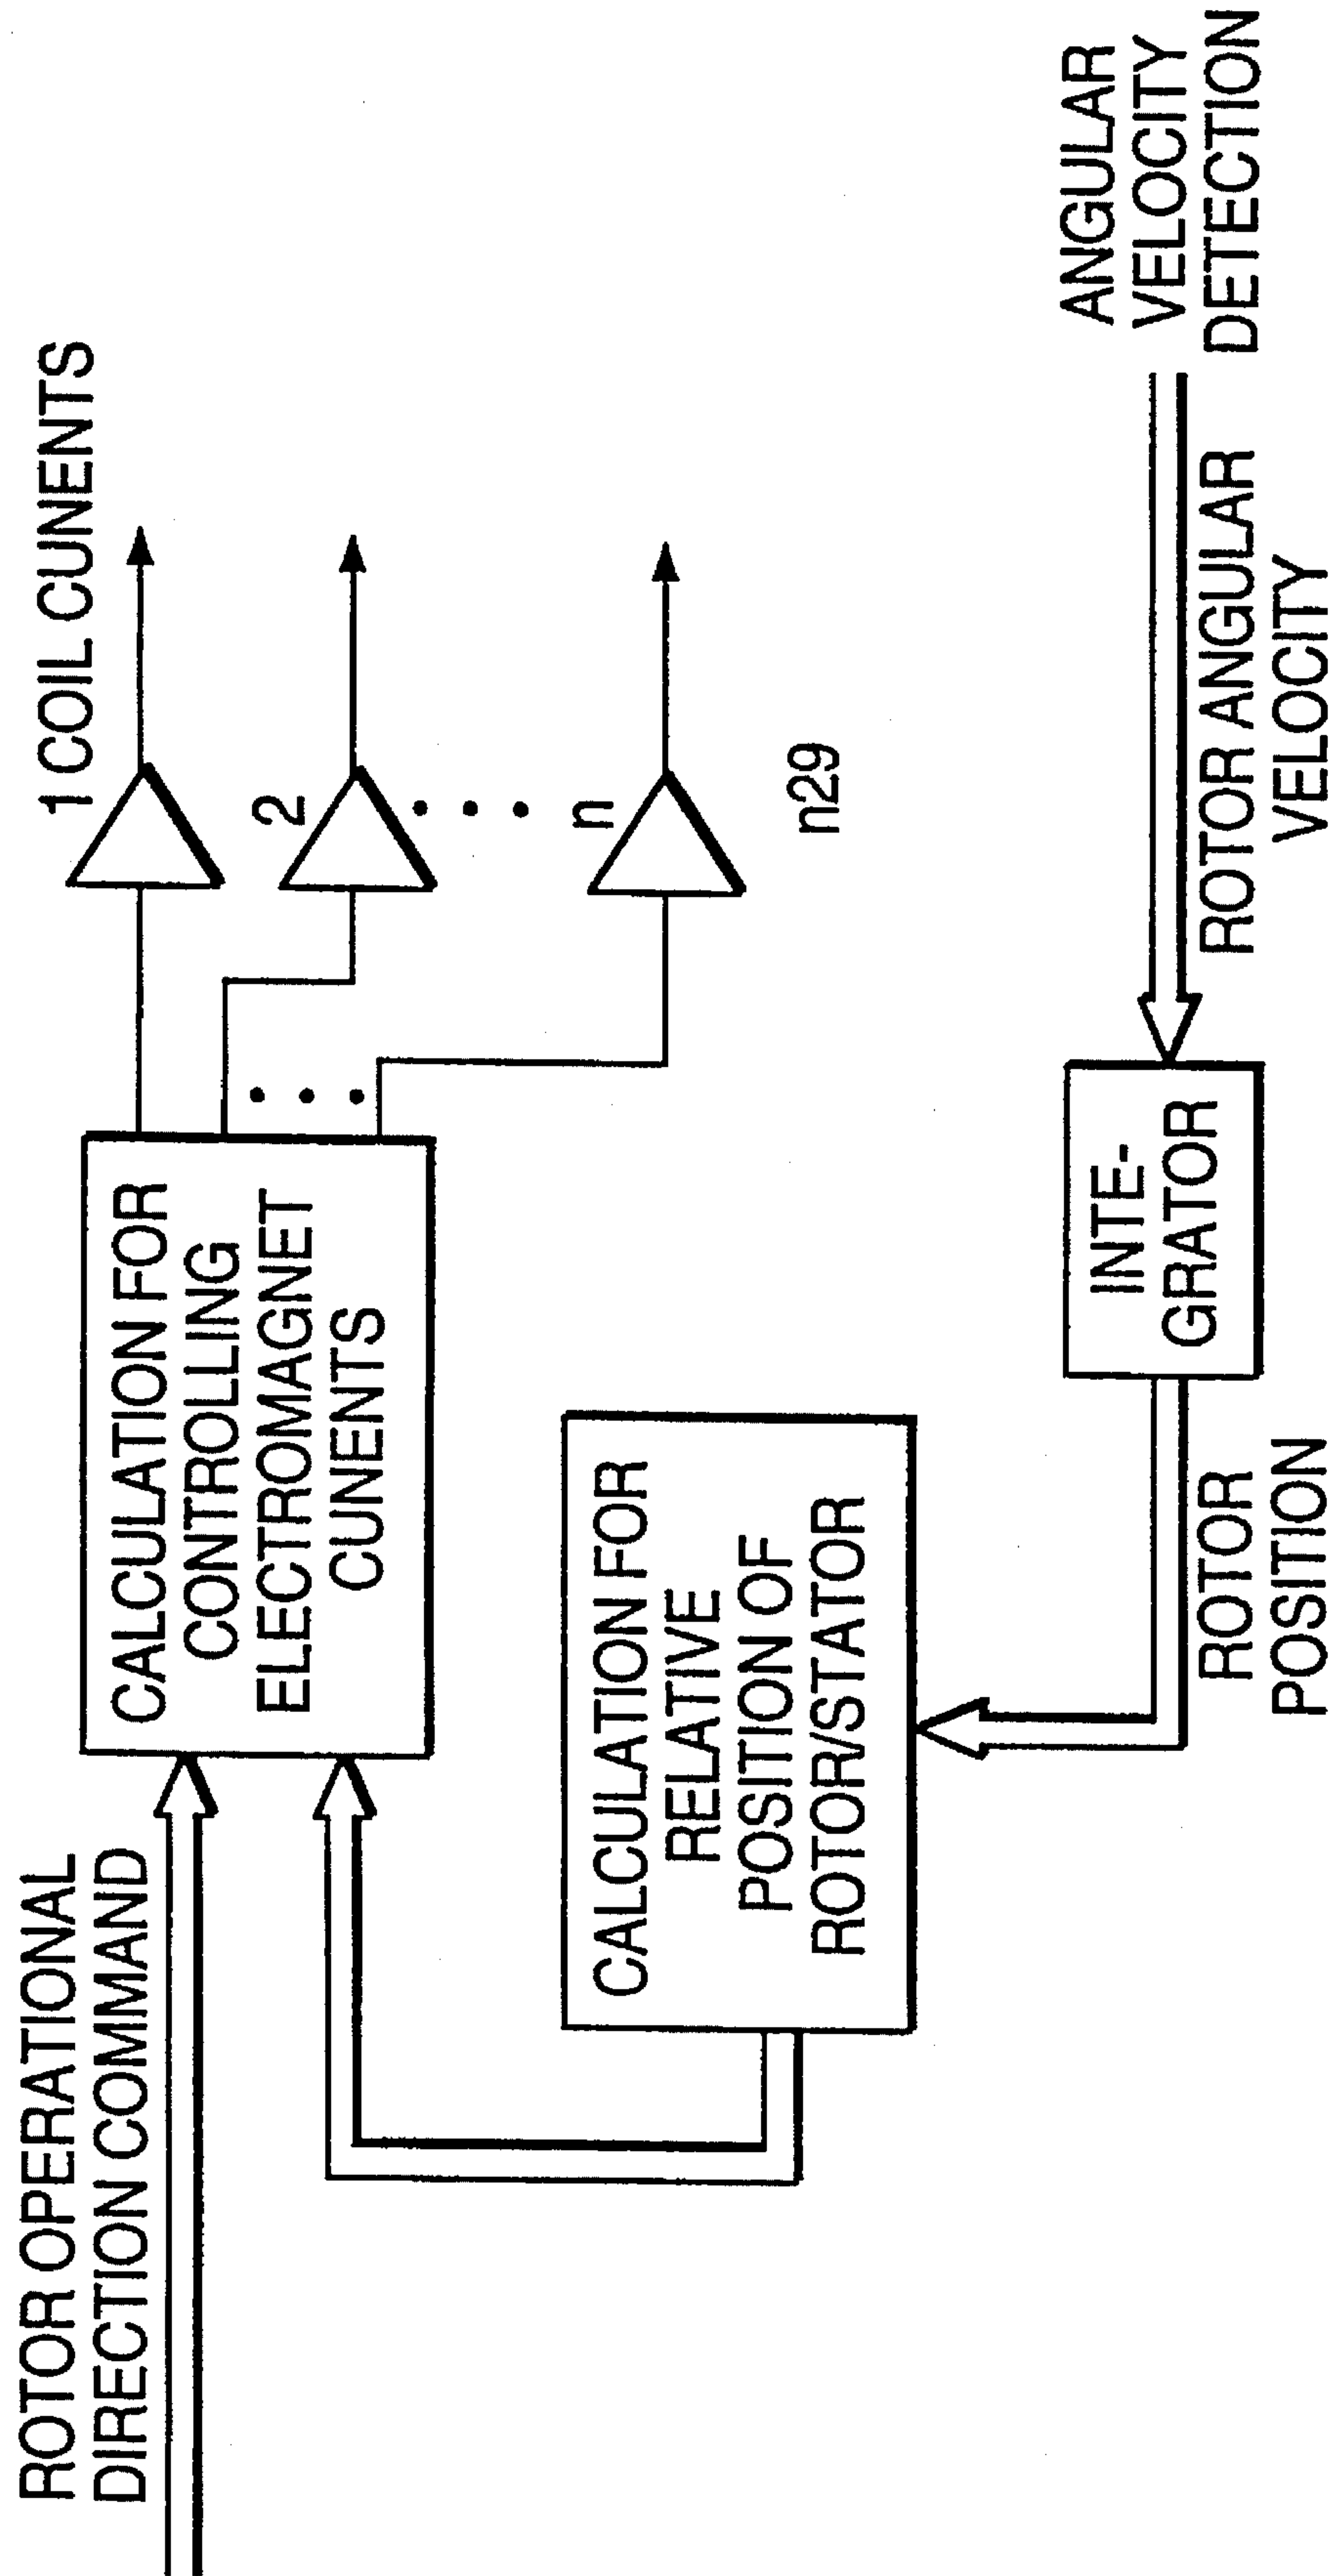 ROTOR OPERATIONAL
DIRECTION COMMAND
CALCULATION FOR
CONTROLLING
ELECTROMAGNET
CUNENTS
1 COIL CUNENTS
2
n
n29
CALCULATION FOR
RELATIVE
POSITION OF
ROTOR/STATOR
INTE-
GRATOR
ROTOR
POSITION
ROTOR ANGULAR
VELOCITY
ANGULAR
VELOCITY
DETECTION